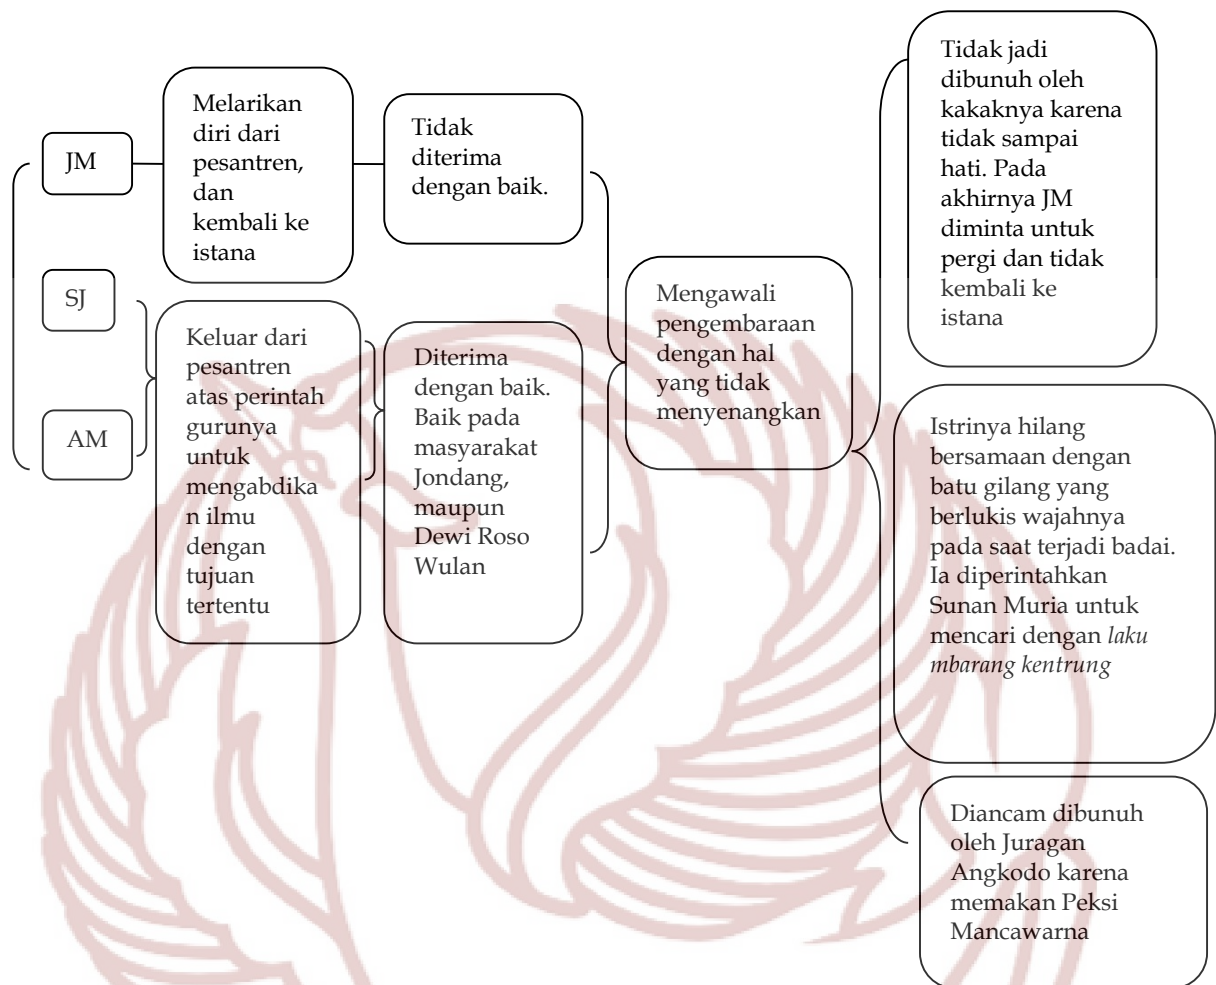 JM
Melarikan
diri dari
pesantren,
dan
kembali ke
istana
Tidak
diterima
dengan baik.
SJ
AM
Keluar dari
pesantren
atas perintah
gurunya
untuk
mengabdika
n ilmu
dengan
tujuan
tertentu
Diterima
dengan baik.
Baik pada
masyarakat
Jondang,
maupun
Dewi Roso
Wulan
Mengawali
pengembaraan
dengan hal
yang tidak
menyenangkan
Tidak jadi
dibunuh oleh
kakaknya karena
tidak sampai
hati. Pada
akhirnya JM
diminta untuk
pergi dan tidak
kembali ke
istana
Istrinya hilang
bersamaan dengan
batu gilang yang
berlukis wajahnya
pada saat terjadi badai.
Ia diperintahkan
Sunan Muria untuk
mencari dengan laku
mbarang kentrung
Diancam dibunuh
oleh Juragan
Angkodo karena
memakan Peksi
Mancawarna